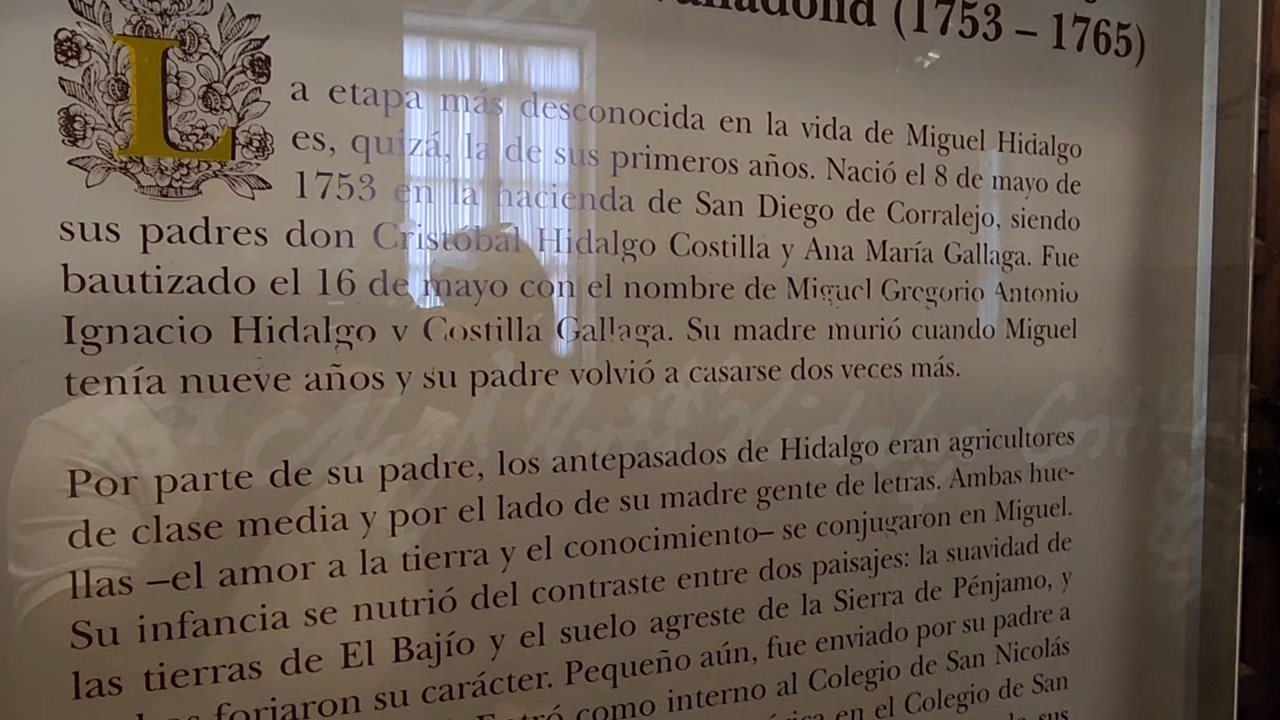 (1753 – 1765)
La etapa más desconocida en la vida de Miguel Hidalgo
es, quizá, la de sus primeros años. Nació el 8 de mayo de
1753 en la hacienda de San Diego de Corralejo, siendo
sus padres don Cristóbal Hidalgo Costilla y Ana María Gallaga. Fue
bautizado el 16 de mayo con el nombre de Miguel Gregorio Antonio
Ignacio Hidalgo y Costilla Gallaga. Su madre murió cuando Miguel
tenía nueve años y su padre volvió a casarse dos veces más.
Por parte de su padre, los antepasados de Hidalgo eran agricultores
de clase media y por el lado de su madre gente de letras. Ambas hue-
llas –el amor a la tierra y el conocimiento– se conjugaron en Miguel.
Su infancia se nutrió del contraste entre dos paisajes: la suavidad de
las tierras de El Bajío y el suelo agreste de la Sierra de Pénjamo, y
forjaron su carácter. Pequeño aún, fue enviado por su padre a
como interno al Colegio de San Nicolás
en el Colegio de San
sus